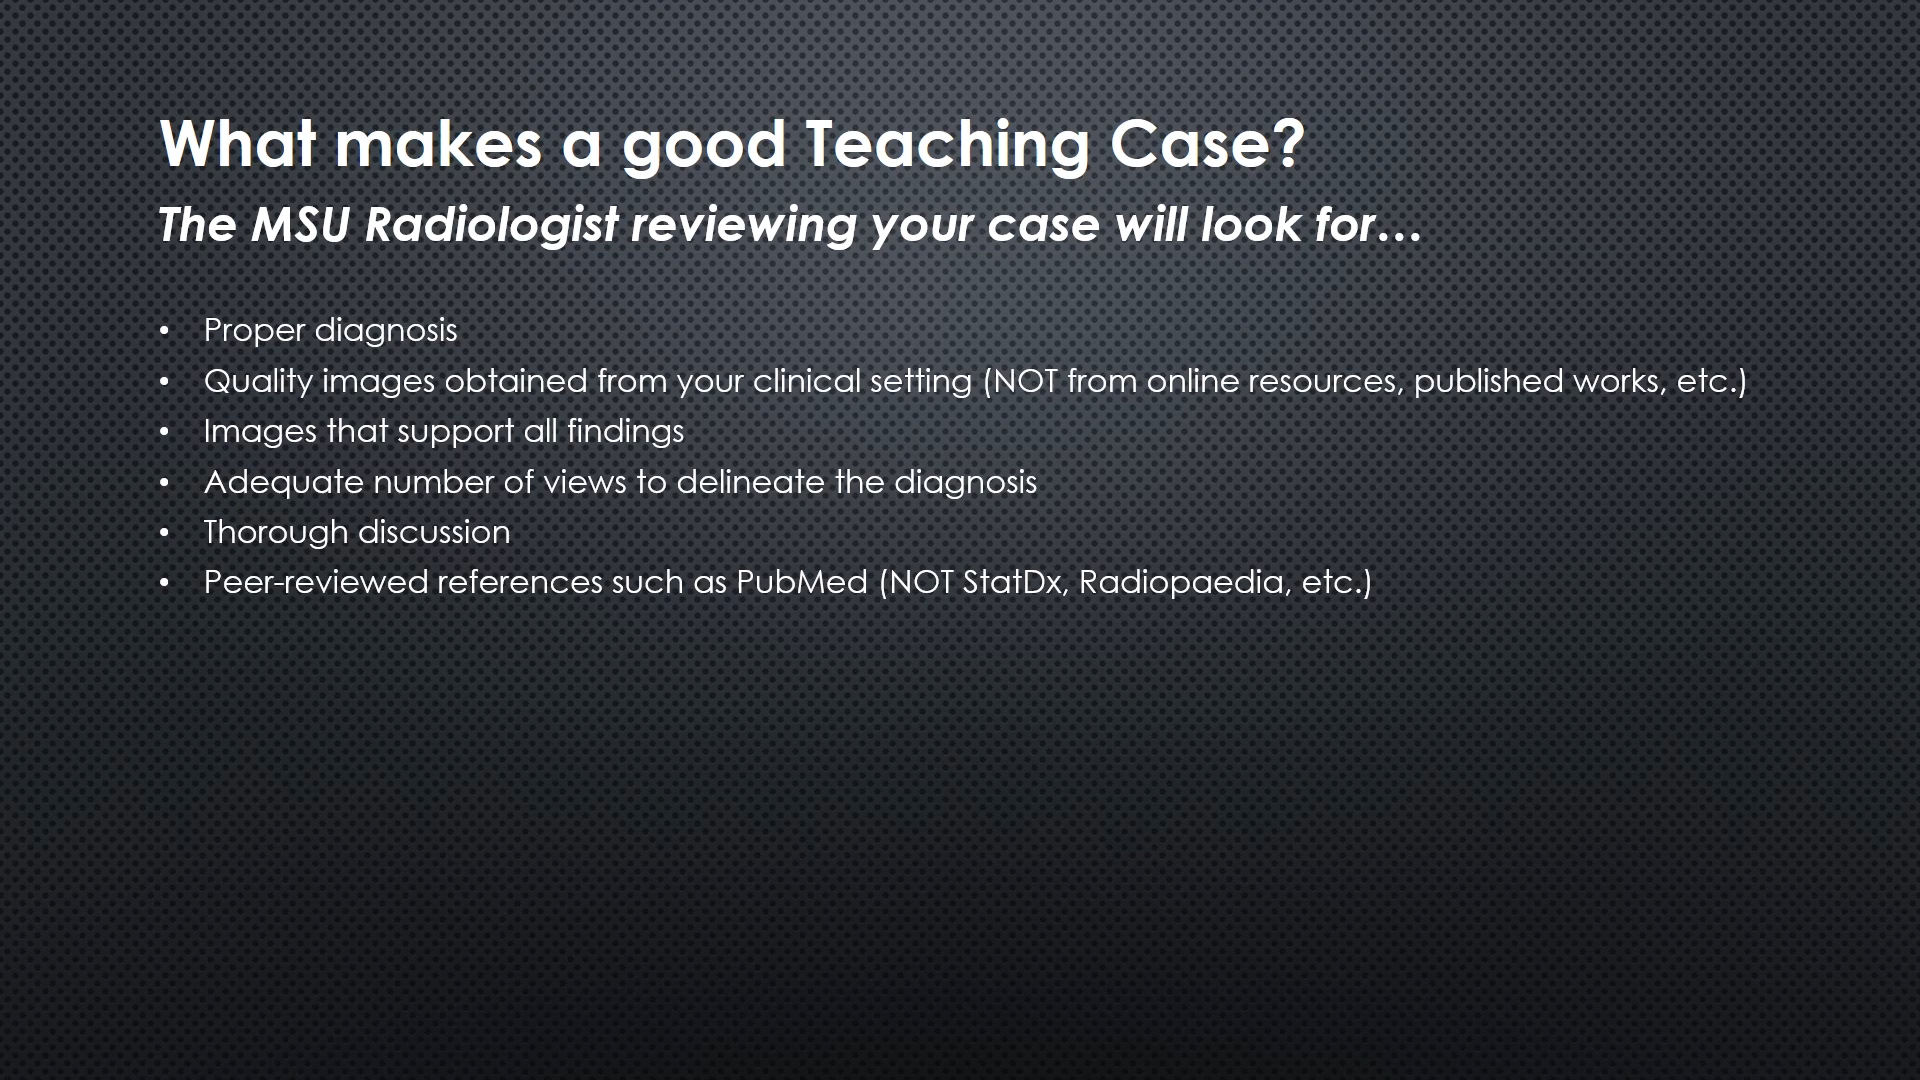 What makes a good Teaching Case?
The MSU Radiologist reviewing your case will look for…
• Proper diagnosis
• Quality images obtained from your clinical setting (NOT from online resources, published works, etc.)
• Images that support all findings
• Adequate number of views to delineate the diagnosis
• Thorough discussion
• Peer-reviewed references such as PubMed (NOT StatDx, Radiopaedia, etc.)